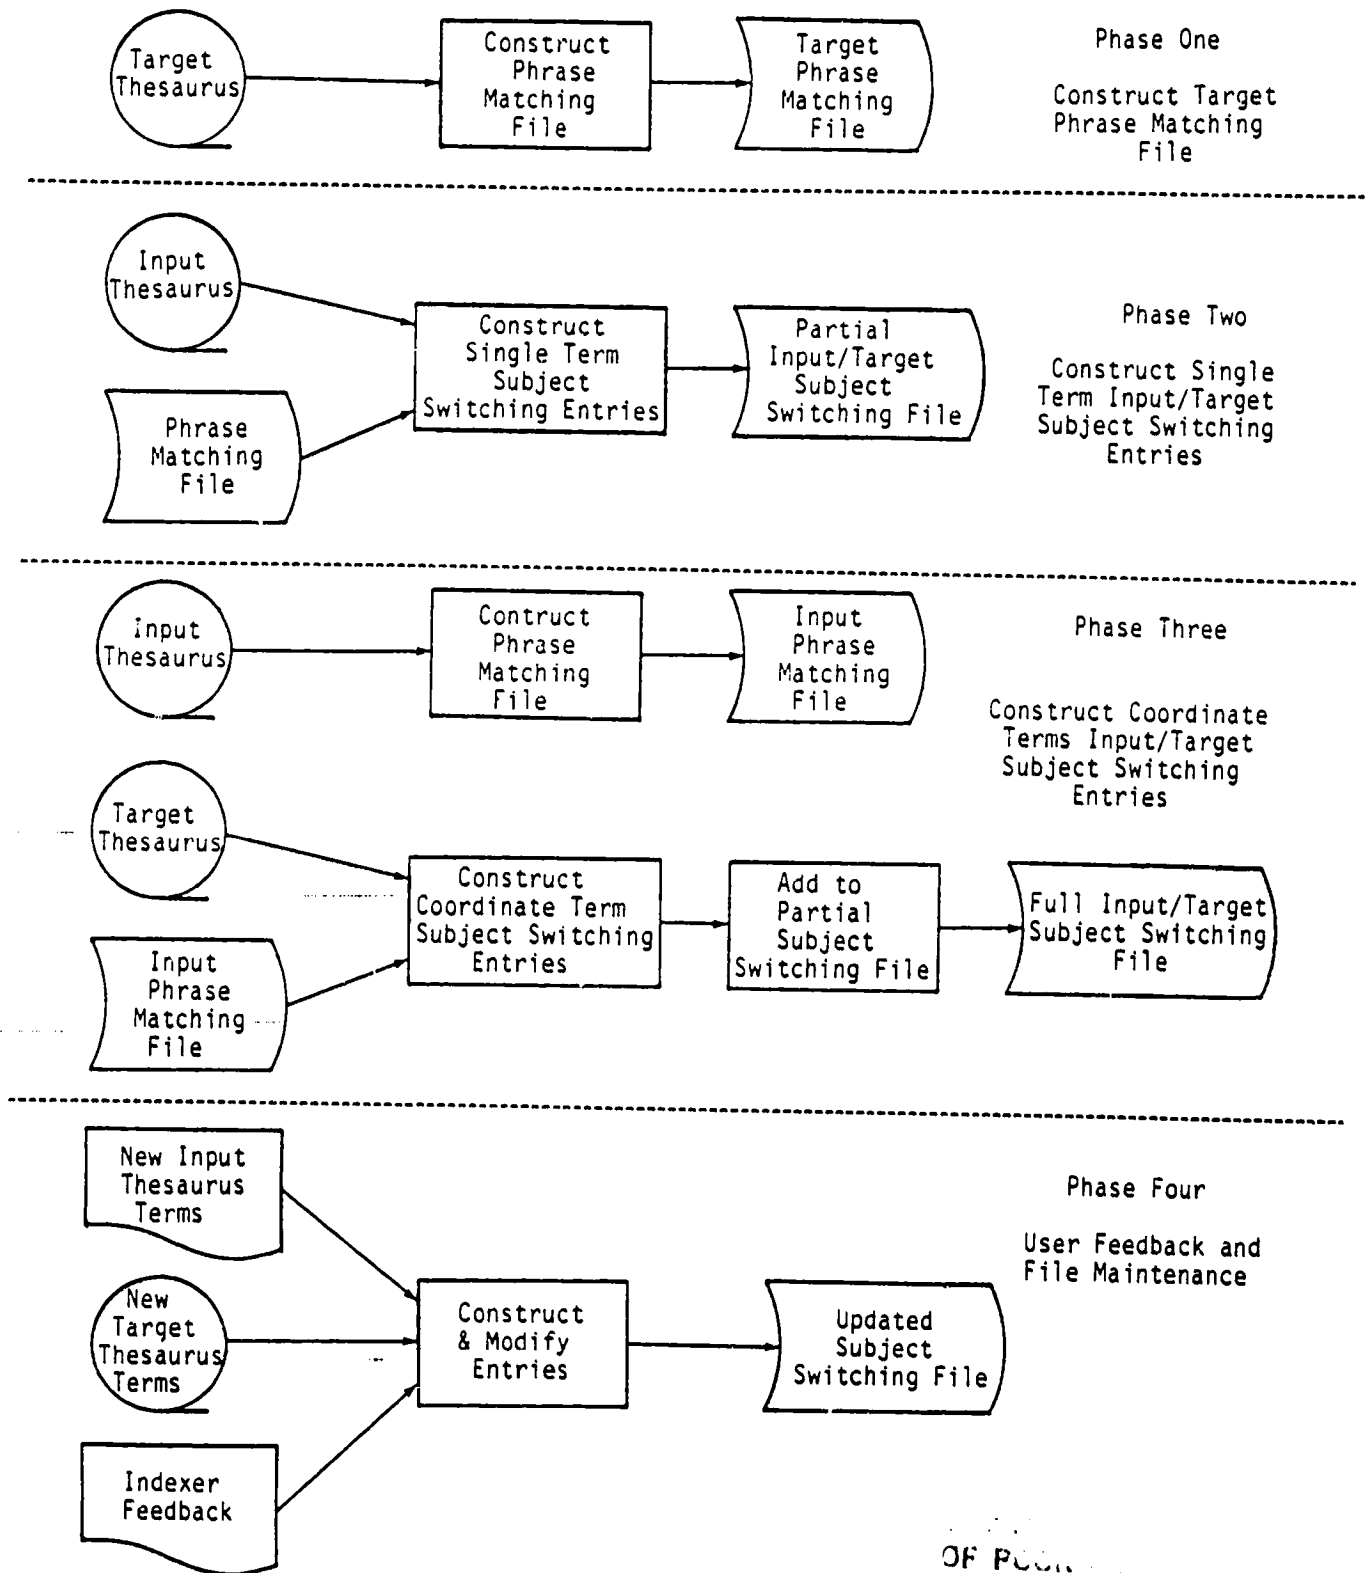 Target
Thesaurus
Construct
Phrase
Matching
File
Target
Phrase
Matching
File
Phase One
Construct Target
Phrase Matching
File
Input
Thesaurus
Phrase
Matching
File
Construct
Single Term
Subject
Switching Entries
Partial
Input/Target
Subject
Switching File
Phase Two
Construct Single
Term Input/Target
Subject Switching
Entries
Input
Thesaurus
Contruct
Phrase
Matching
File
Input
Phrase
Matching
File
Phase Three
Construct Coordinate
Terms Input/Target
Subject Switching
Entries
Target
Thesaurus
Input
Phrase
Matching
File
Construct
Coordinate Term
Subject Switching
Entries
Add to
Partial
Subject
Switching File
Full Input/Target
Subject Switching
File
New Input
Thesaurus
Terms
New
Target
Thesaurus
Terms
Indexer
Feedback
Construct
& Modify
Entries
Updated
Subject
Switching File
Phase Four
User Feedback and
File Maintenance
OF